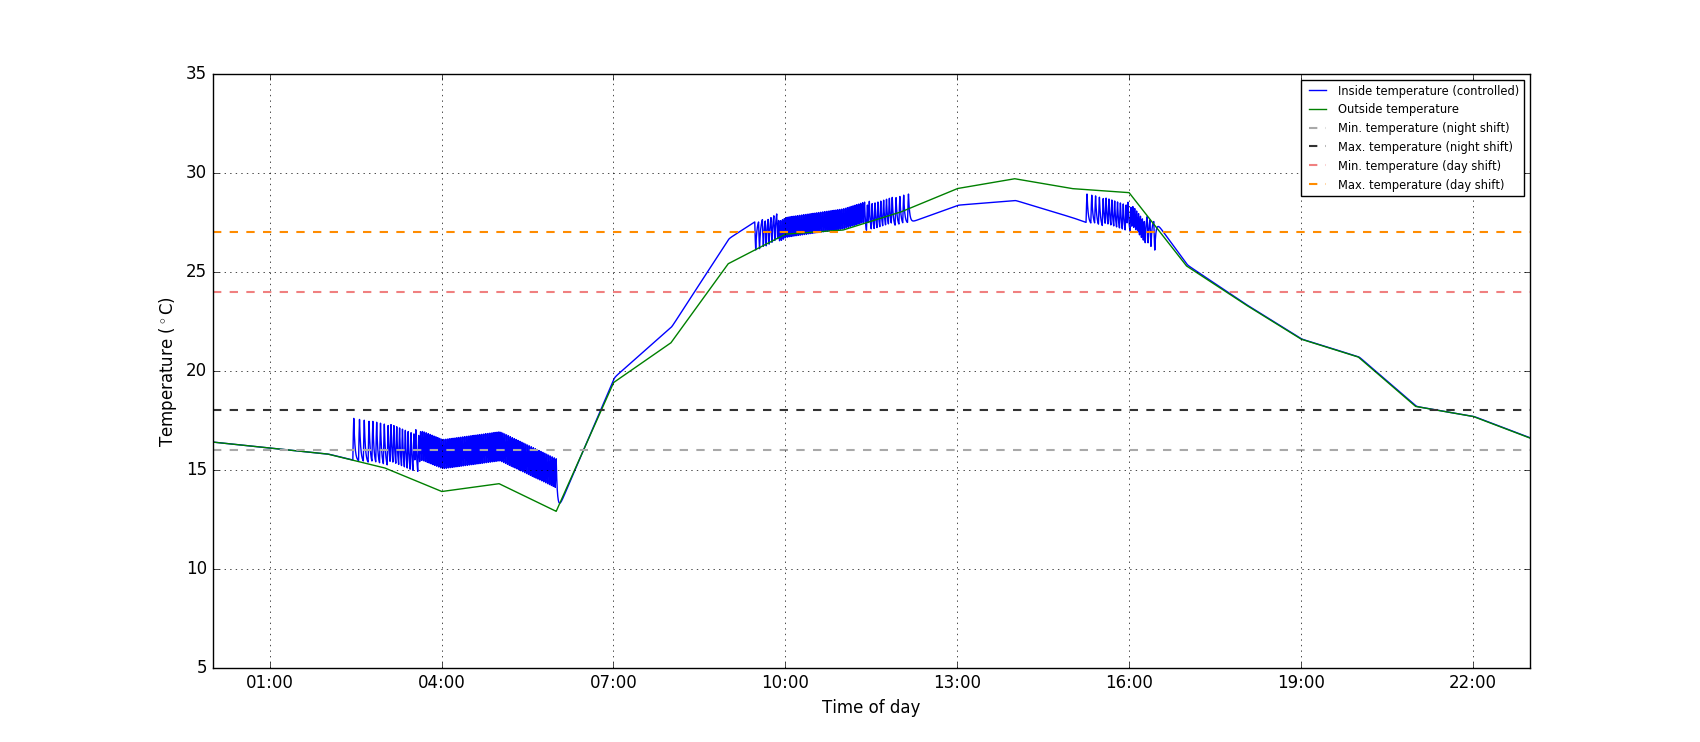 35
30
25
20
15
10
5
Temperature (°C)
01:00 04:00 07:00 10:00 13:00 16:00 19:00 22:00
Time of day
Inside temperature (controlled)
Outside temperature
Min. temperature (night shift)
Max. temperature (night shift)
Min. temperature (day shift)
Max. temperature (day shift)